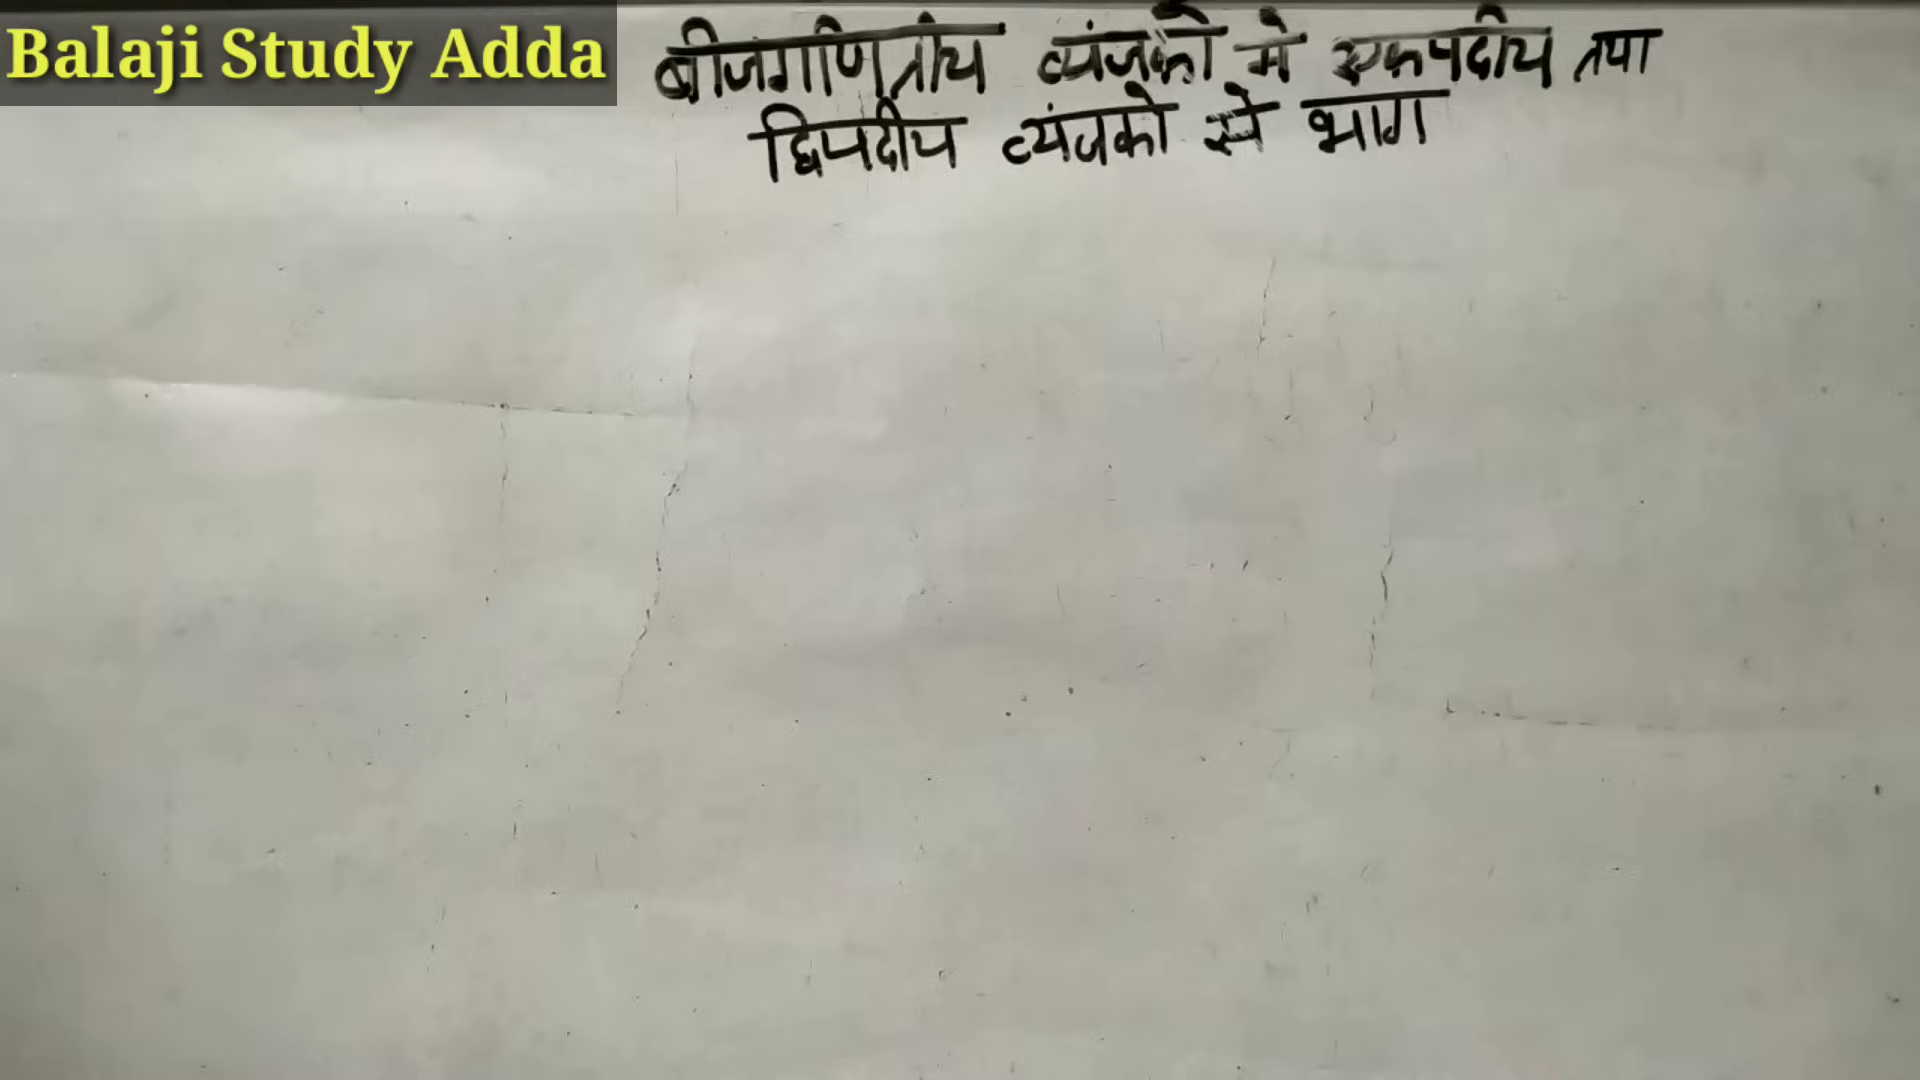 Balaji Study Adda
बीजगणितीय व्यंजको मे एकपदीय तथा
द्विपदीय व्यंजको से भाग